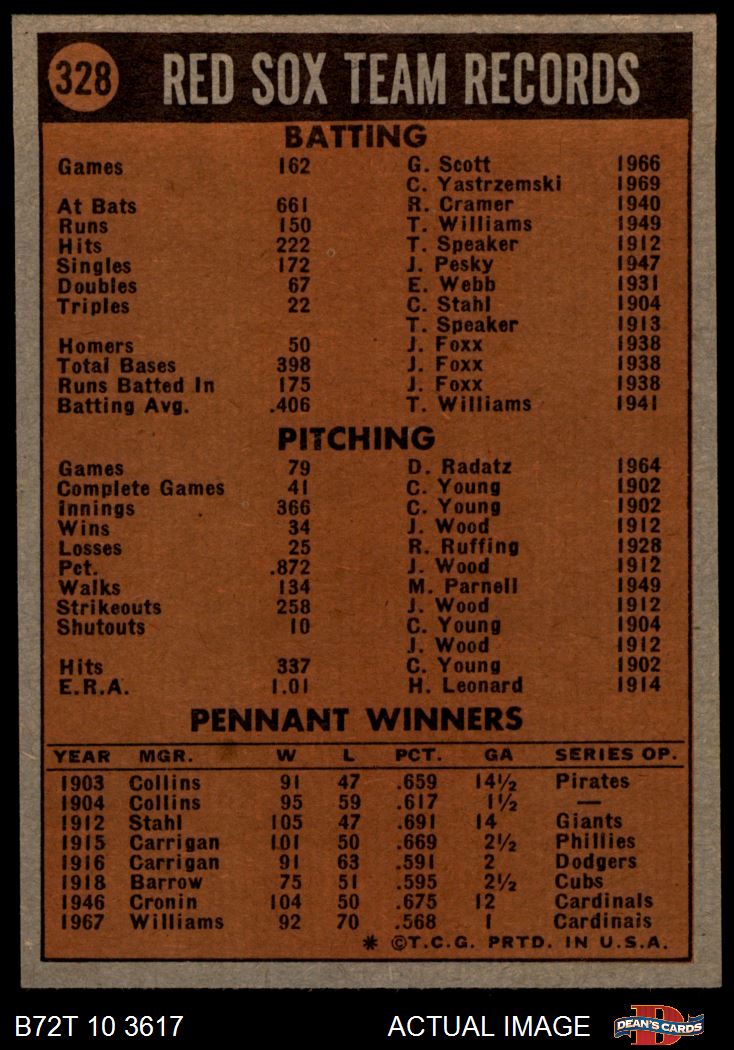 328 RED SOX TEAM RECORDS
BATTING
Games 162 G. Scott 1966
C. Yastrzemski 1969
At Bats 661 R. Cramer 1940
Runs 150 T. Williams 1949
Hits 222 T. Speaker 1912
Singles 172 J. Pesky 1947
Doubles 67 E. Webb 1931
Triples 22 C. Stahl 1904
T. Speaker 1913
Homers 50 J. Foxx 1938
Total Bases 398 J. Foxx 1938
Runs Batted In 175 J. Foxx 1938
Batting Avg. .406 T. Williams 1941
PITCHING
Games 79 D. Radatz 1964
Complete Games 41 C. Young 1902
Innings 366 C. Young 1902
Wins 34 J. Wood 1912
Losses 25 R. Ruffing 1928
Pct. .872 J. Wood 1912
Walks 134 M. Parnell 1949
Strikeouts 258 J. Wood 1912
Shutouts 10 C. Young 1904
J. Wood 1912
Hits 337 C. Young 1902
E.R.A. 1.01 H. Leonard 1914
PENNANT WINNERS
YEAR MGR. W L PCT. GA SERIES OP.
1903 Collins 91 47 .659 14½ Pirates
1904 Collins 95 59 .617 1½ —
1912 Stahl 105 47 .691 14 Giants
1915 Carrigan 101 50 .669 2½ Phillies
1916 Carrigan 91 63 .591 2 Dodgers
1918 Barrow 75 51 .595 2½ Cubs
1946 Cronin 104 50 .675 12 Cardinals
1967 Williams 92 70 .568 1 Cardinals
* ©T.C.G. PRTD. IN U.S.A.
B72T 10 3617 ACTUAL IMAGE D DEAN'S CARDS